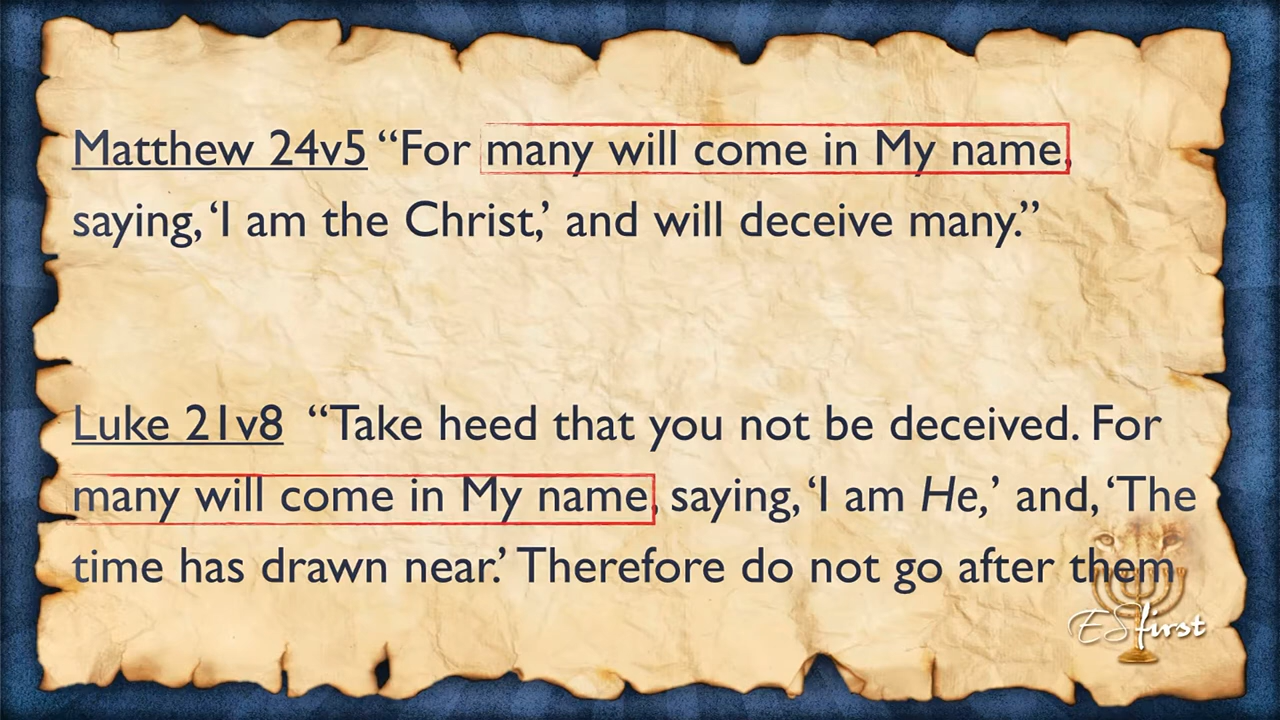 Matthew 24v5 “For many will come in My name,
saying, ‘I am the Christ,’ and will deceive many.”
Luke 21v8 “Take heed that you not be deceived. For
many will come in My name, saying, ‘I am He,’ and, ‘The
time has drawn near.’ Therefore do not go after them
ESfirst